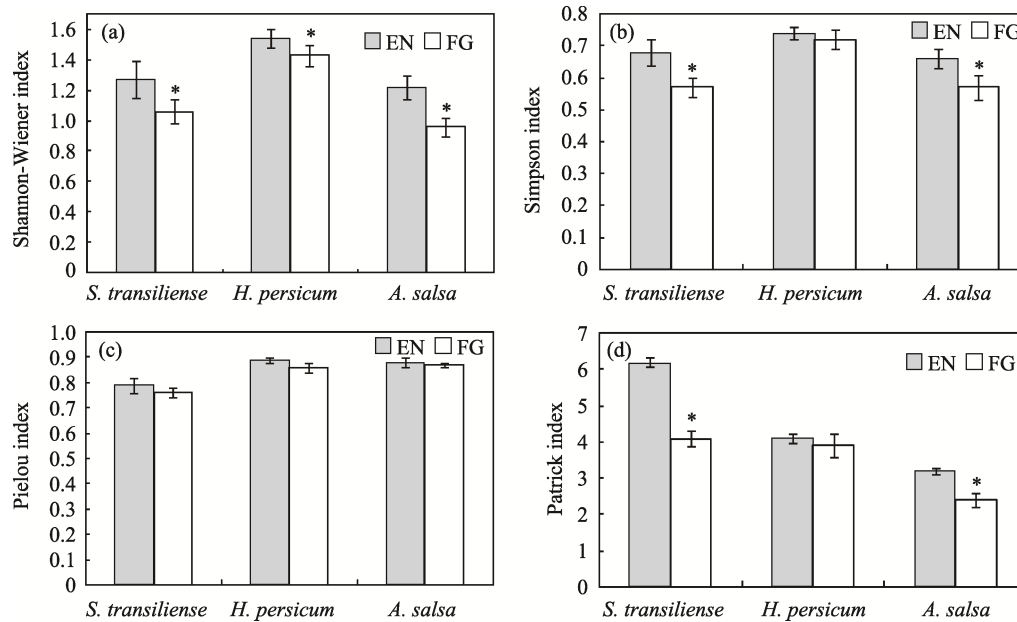 (a)
EN FG
Shannon-Wiener index
1.6
1.4
1.2
1.0
0.8
0.6
0.4
0.2
0
*
*
*
S. transiliense H. persicum A. salsa
(b)
EN FG
Simpson index
0.8
0.7
0.6
0.5
0.4
0.3
0.2
0.1
0
*
*
S. transiliense H. persicum A. salsa
(c)
EN FG
Pielou index
1.0
0.9
0.8
0.7
0.6
0.5
0.4
0.3
0.2
0.1
0
S. transiliense H. persicum A. salsa
(d)
EN FG
Patrick index
7
6
5
4
3
2
1
0
*
*
S. transiliense H. persicum A. salsa